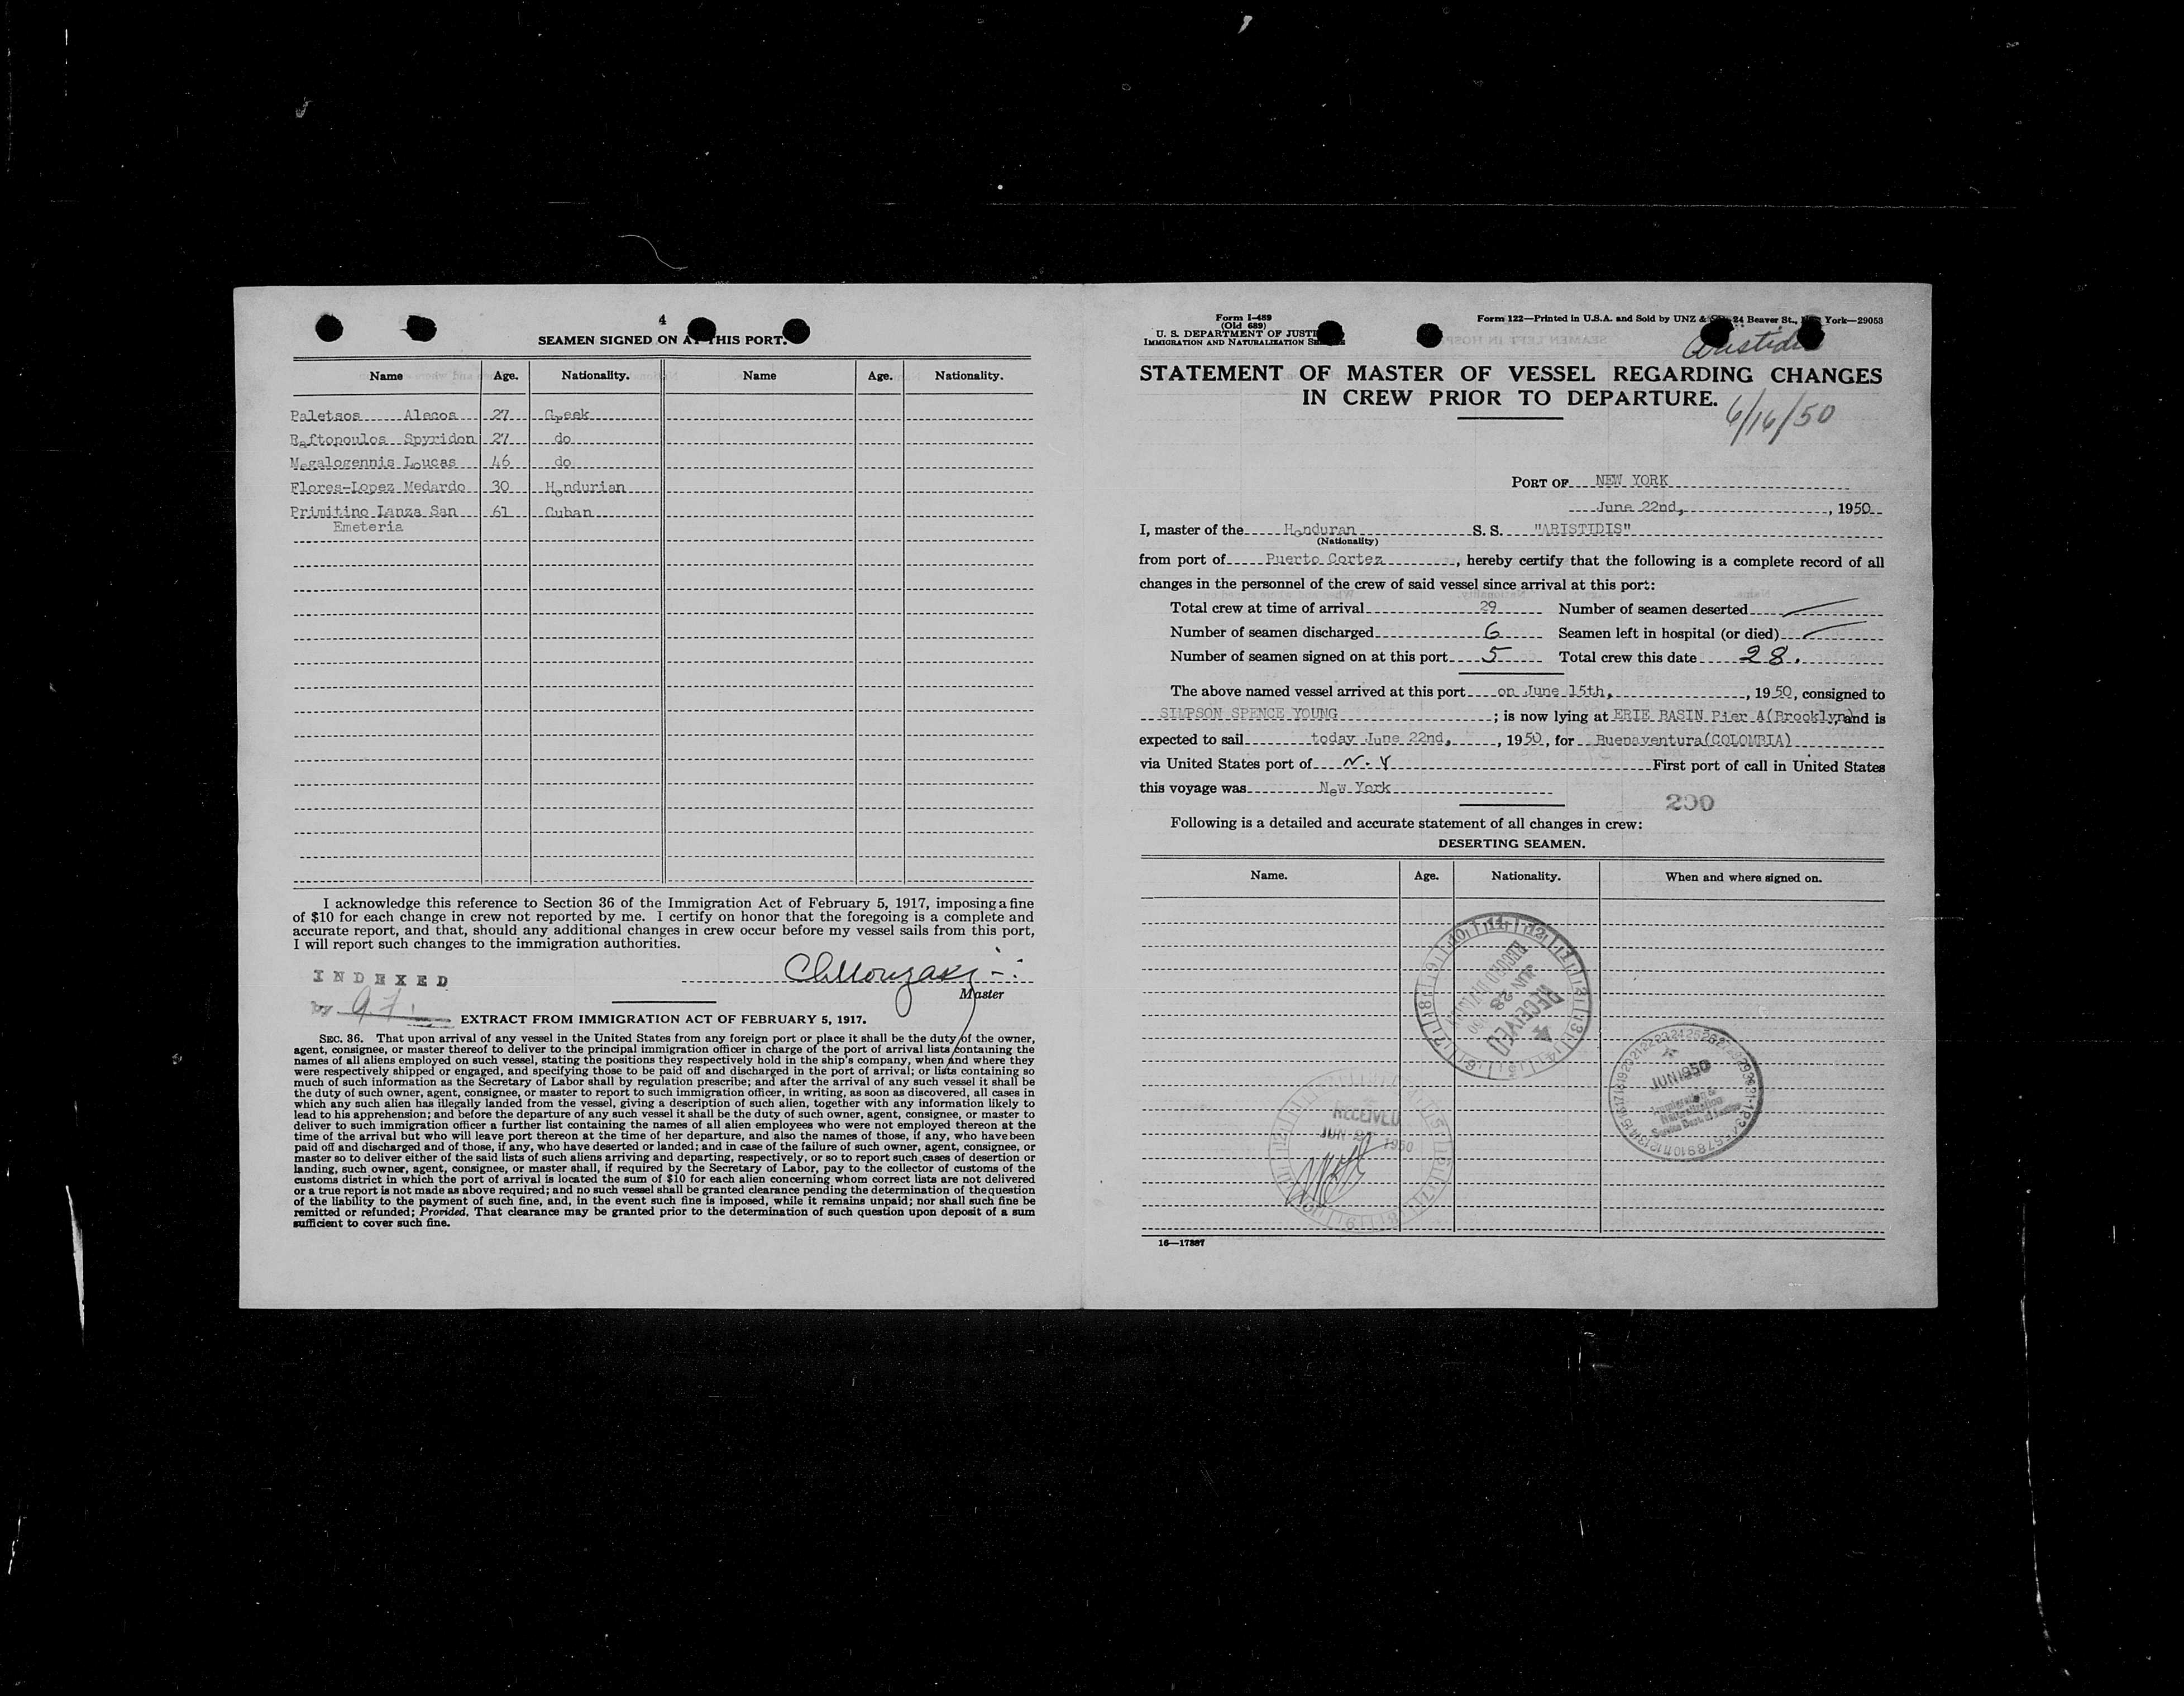 4
SEAMEN SIGNED ON AT THIS PORT.
Name Age. Nationality. Name Age. Nationality.
Paletsos Alecos 27 Greek
Raftopoulos Spyridon 27 do
Megalogennis Loucas 46 do
Flores-Lopez Medardo 30 Hondurian
Primitino Lanza San 61 Cuban
Emeteria
I acknowledge this reference to Section 36 of the Immigration Act of February 5, 1917, imposing a fine
of $10 for each change in crew not reported by me. I certify on honor that the foregoing is a complete and
accurate report, and that, should any additional changes in crew occur before my vessel sails from this port,
I will report such changes to the immigration authorities.
INDEXED
by
Master
EXTRACT FROM IMMIGRATION ACT OF FEBRUARY 5, 1917.
SEC. 36. That upon arrival of any vessel in the United States from any foreign port or place it shall be the duty of the owner,
agent, consignee, or master thereof to deliver to the principal immigration officer in charge of the port of arrival lists containing the
names of all aliens employed on such vessel, stating the positions they respectively hold in the ship's company, when and where they
were respectively shipped or engaged, and specifying those to be paid off and discharged in the port of arrival; or lists containing so
much of such information as the Secretary of Labor shall by regulation prescribe; and after the arrival of any such vessel it shall be
the duty of such owner, agent, consignee, or master to report to such immigration officer, in writing, as soon as discovered, all cases in
which any such alien has illegally landed from the vessel, giving a description of such alien, together with any information likely to
lead to his apprehension; and before the departure of any such vessel it shall be the duty of such owner, agent, consignee, or master to
deliver to such immigration officer a further list containing the names of all alien employees who were not employed thereon at the
time of the arrival but who will leave port thereon at the time of her departure, and also the names of those, if any, who have been
paid off and discharged and of those, if any, who have deserted or landed; and in case of the failure of such owner, agent, consignee, or
master so to deliver either of the said lists of such aliens arriving and departing, respectively, or so to report such cases of desertion or
landing, such owner, agent, consignee, or master shall, if required by the Secretary of Labor, pay to the collector of customs of the
customs district in which the port of arrival is located the sum of $10 for each alien concerning whom correct lists are not delivered
or a true report is not made as above required; and no such vessel shall be granted clearance pending the determination of the question
of the liability to the payment of such fine, and, in the event such fine is imposed, while it remains unpaid; nor shall such fine be
remitted or refunded; Provided, That clearance may be granted prior to the determination of such question upon deposit of a sum
sufficient to cover such fine.
Form I-489
(Old 689)
U. S. DEPARTMENT OF JUSTICE
IMMIGRATION AND NATURALIZATION SERVICE
Form 122—Printed in U.S.A. and Sold by UNZ & 24 Beaver St., New York—29053
Aristidis
STATEMENT OF MASTER OF VESSEL REGARDING CHANGES
IN CREW PRIOR TO DEPARTURE.
6/16/50
PORT OF NEW YORK
June 22nd, , 1950
I, master of the Honduran S. S. "ARISTIDIS"
(Nationality)
from port of Puerto Cortez , hereby certify that the following is a complete record of all
changes in the personnel of the crew of said vessel since arrival at this port:
Total crew at time of arrival 29 Number of seamen deserted
Number of seamen discharged 6 Seamen left in hospital (or died)
Number of seamen signed on at this port 5 Total crew this date 28.
The above named vessel arrived at this port on June 15th, , 1950, consigned to
SIMPSON SPENCE YOUNG ; is now lying at ERIE BASIN Pier A(Brooklyn) and is
expected to sail today June 22nd, , 1950, for Buenaventura(COLOMBIA)
via United States port of N.Y First port of call in United States
this voyage was New York
200
Following is a detailed and accurate statement of all changes in crew:
DESERTING SEAMEN.
Name. Age. Nationality. When and where signed on.
RECEIVED
JUN 28
JUN 1950
Immigration &
Naturalization
Service Dept. of Justice
RECEIVED
JUN 27 1950
16—17387